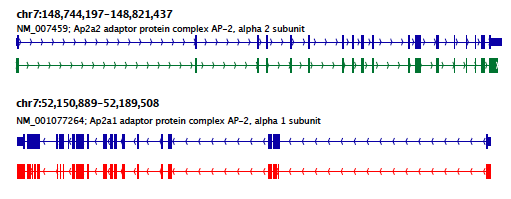 chr7:148,744,197-148,821,437
NM_007459; Ap2a2 adaptor protein complex AP-2, alpha 2 subunit
chr7:52,150,889-52,189,508
NM_001077264; Ap2a1 adaptor protein complex AP-2, alpha 1 subunit